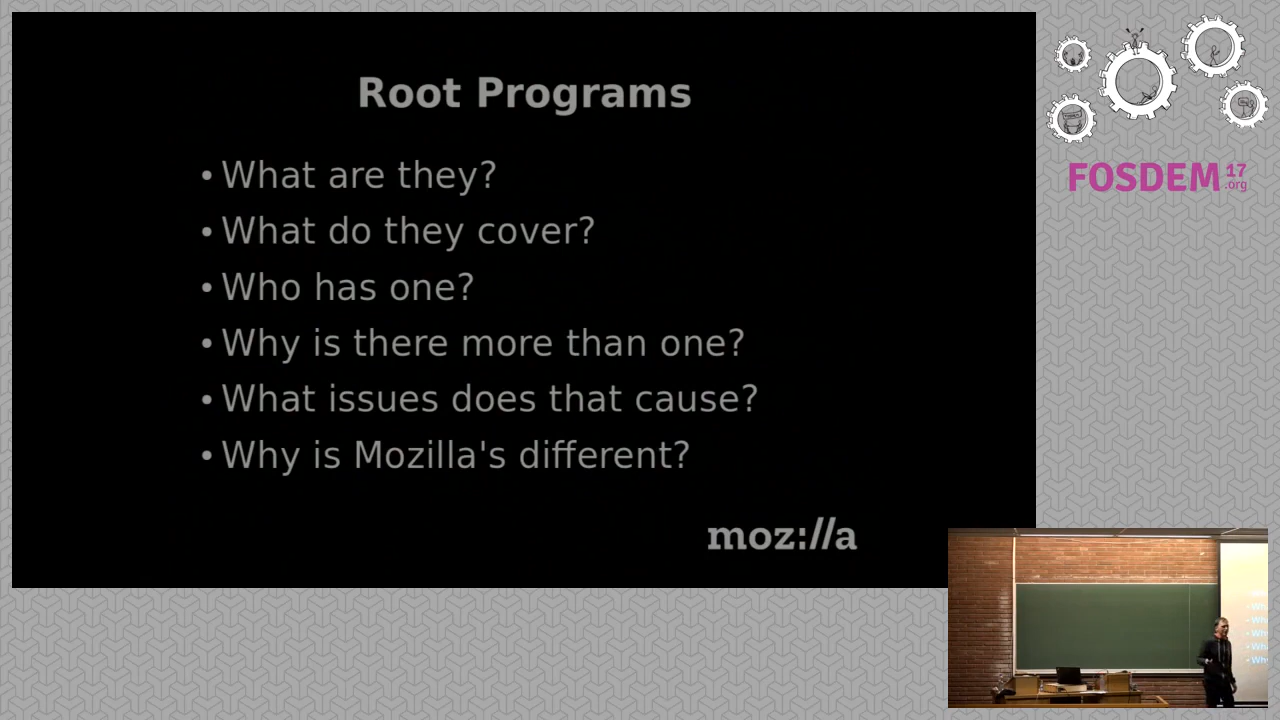 Root Programs
• What are they?
• What do they cover?
• Who has one?
• Why is there more than one?
• What issues does that cause?
• Why is Mozilla's different?
moz://a
FOSDEM 17
.org